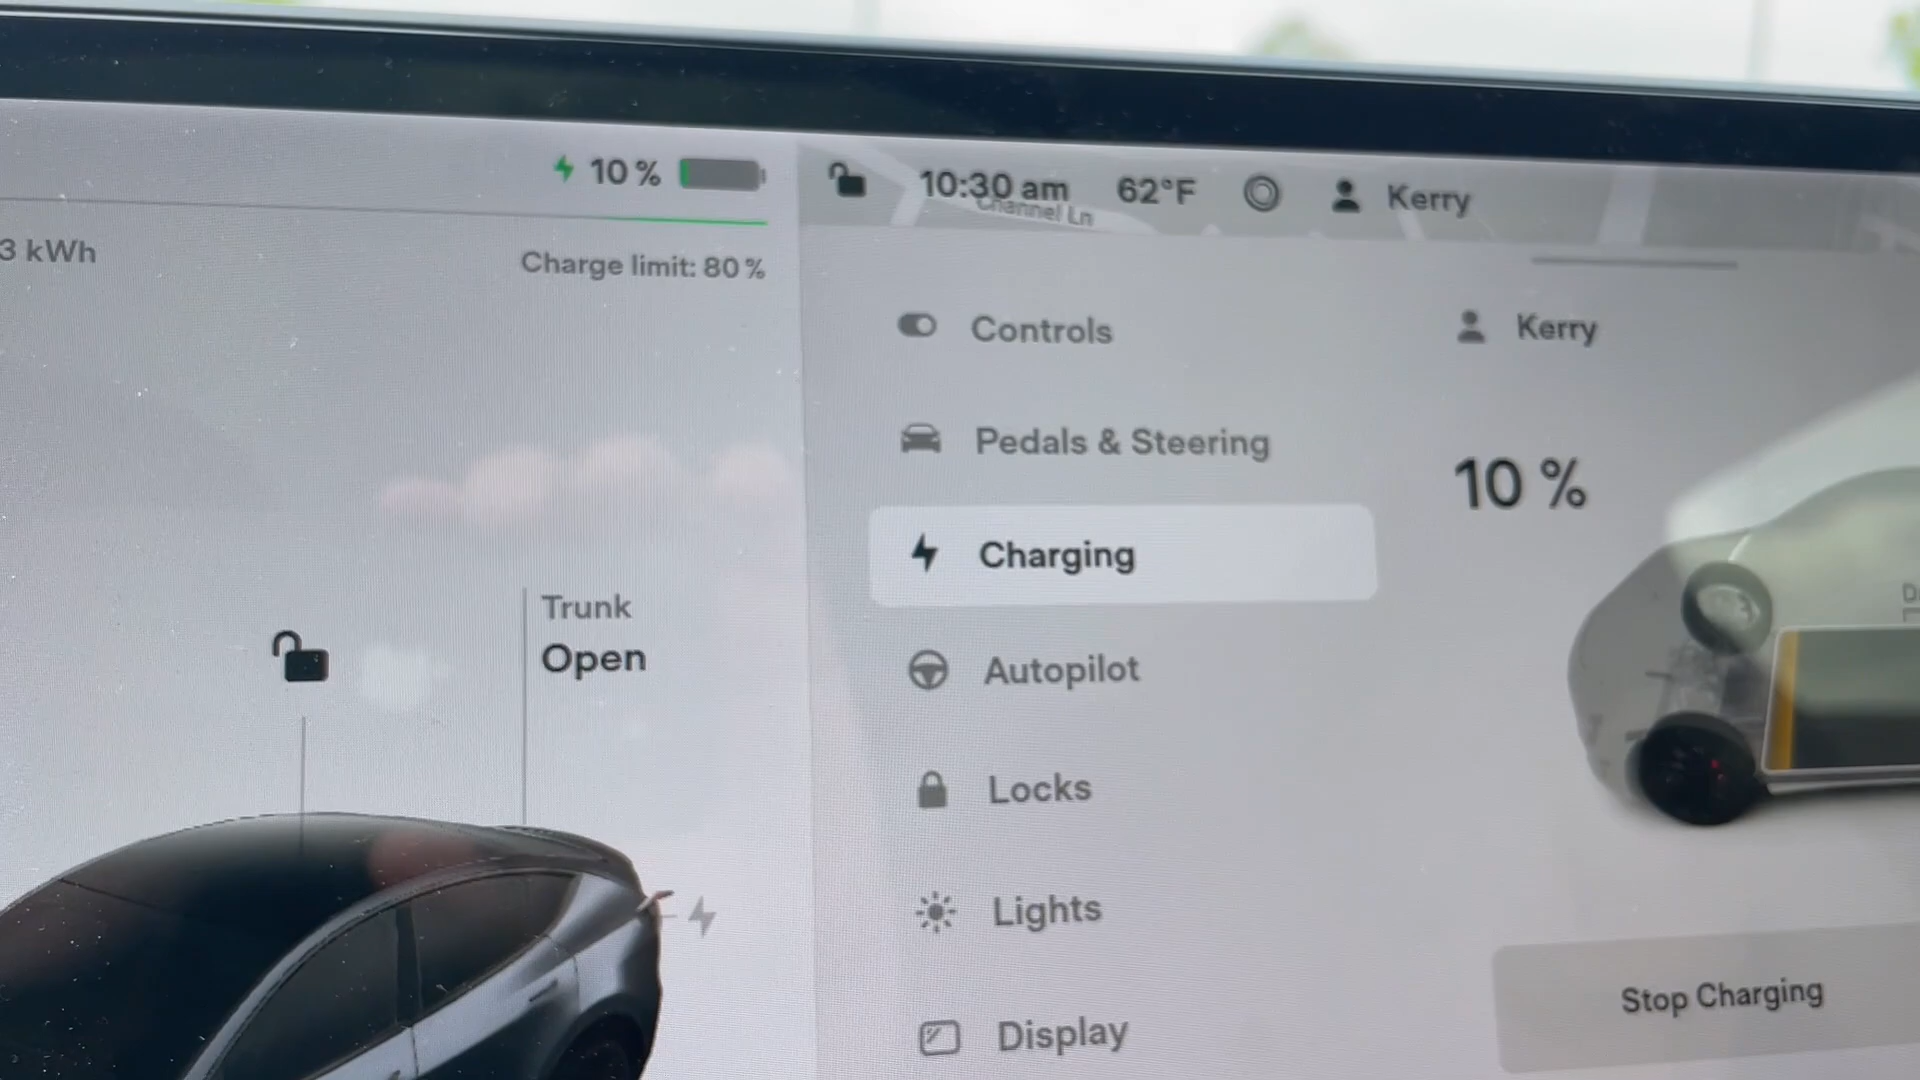 10 %
3 kWh
Charge limit: 80 %
Trunk
Open
10:30 am 62°F Kerry
Channel Ln
Controls
Pedals & Steering
Charging
Autopilot
Locks
Lights
Display
Kerry
10 %
Stop Charging